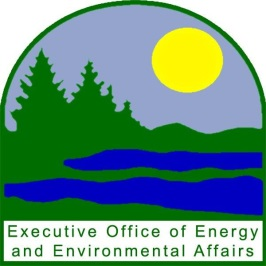 Executive Office of Energy
and Environmental Affairs